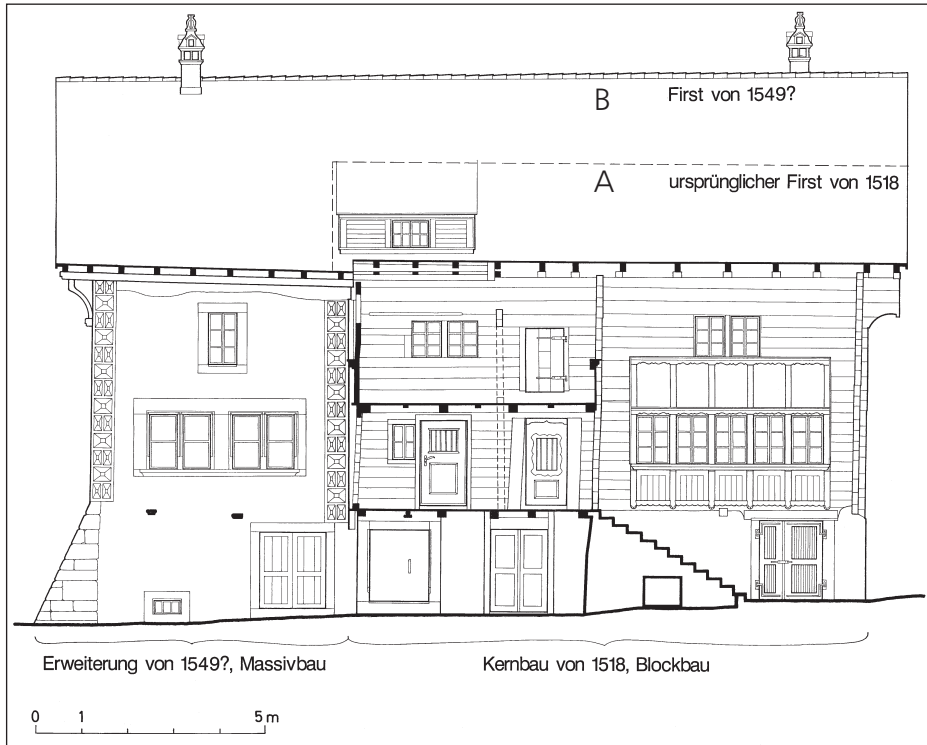 B First von 1549?
A ursprünglicher First von 1518
Erweiterung von 1549?, Massivbau
Kernbau von 1518, Blockbau
0 1 5 m